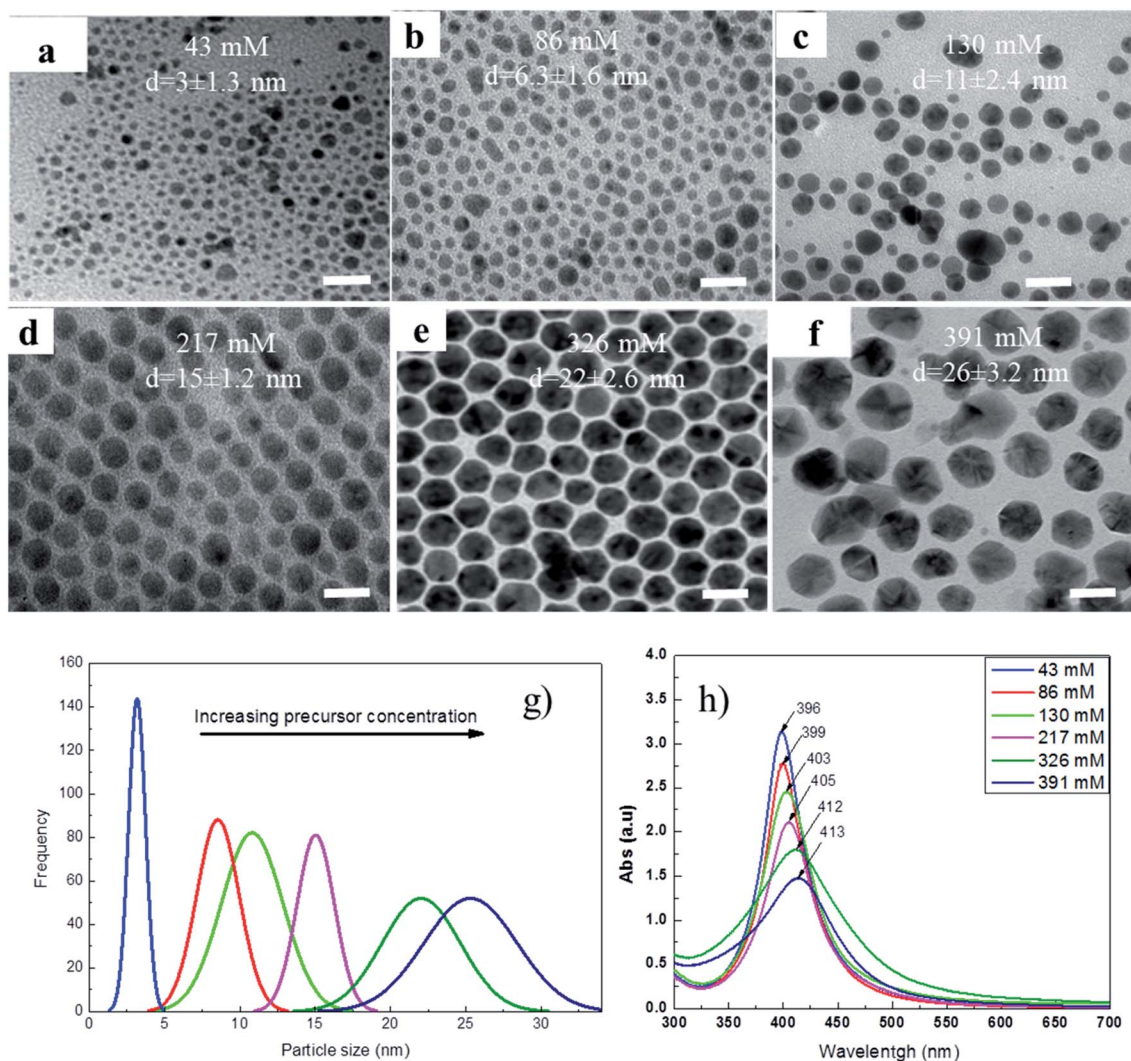 a
43 mM
d=3±1.3 nm
b
86 mM
d=6.3±1.6 nm
c
130 mM
d=11±2.4 nm
d
217 mM
d=15±1.2 nm
e
326 mM
d=22±2.6 nm
f
391 mM
d=26±3.2 nm
g)
Increasing precursor concentration
Frequency
160
140
120
100
80
60
40
20
0
0 5 10 15 20 25 30
Particle size (nm)
h)
Abs (a.u)
4.0
3.5
3.0
2.5
2.0
1.5
1.0
0.5
0.0
396
399
403
405
412
413
43 mM
86 mM
130 mM
217 mM
326 mM
391 mM
300 350 400 450 500 550 600 650 700
Wavelentgh (nm)